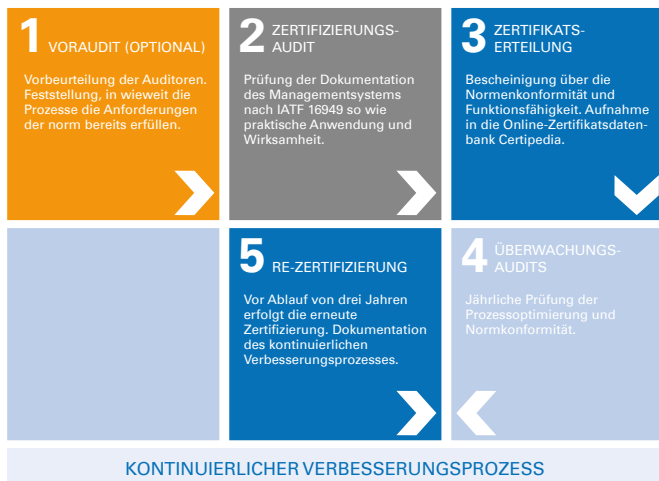 1 VORAUDIT (OPTIONAL)
Vorbeurteilung der Auditoren.
Feststellung, in wieweit die
Prozesse die Anforderungen
der norm bereits erfüllen.
2 ZERTIFIZIERUNGS-
AUDIT
Prüfung der Dokumentation
des Managementsystems
nach IATF 16949 so wie
praktische Anwendung und
Wirksamheit.
3 ZERTIFIKATS-
ERTEILUNG
Bescheinigung über die
Normenkonformität und
Funktionsfähigkeit. Aufnahme
in die Online-Zertifikatsdaten-
bank Certipedia.
4 ÜBERWACHUNGS-
AUDITS
Jährliche Prüfung der
Prozessoptimierung und
Normkonformität.
5 RE-ZERTIFIZIERUNG
Vor Ablauf von drei Jahren
erfolgt die erneute
Zertifizierung. Dokumentation
des kontinuierlichen
Verbesserungsprozesses.
KONTINUIERLICHER VERBESSERUNGSPROZESS